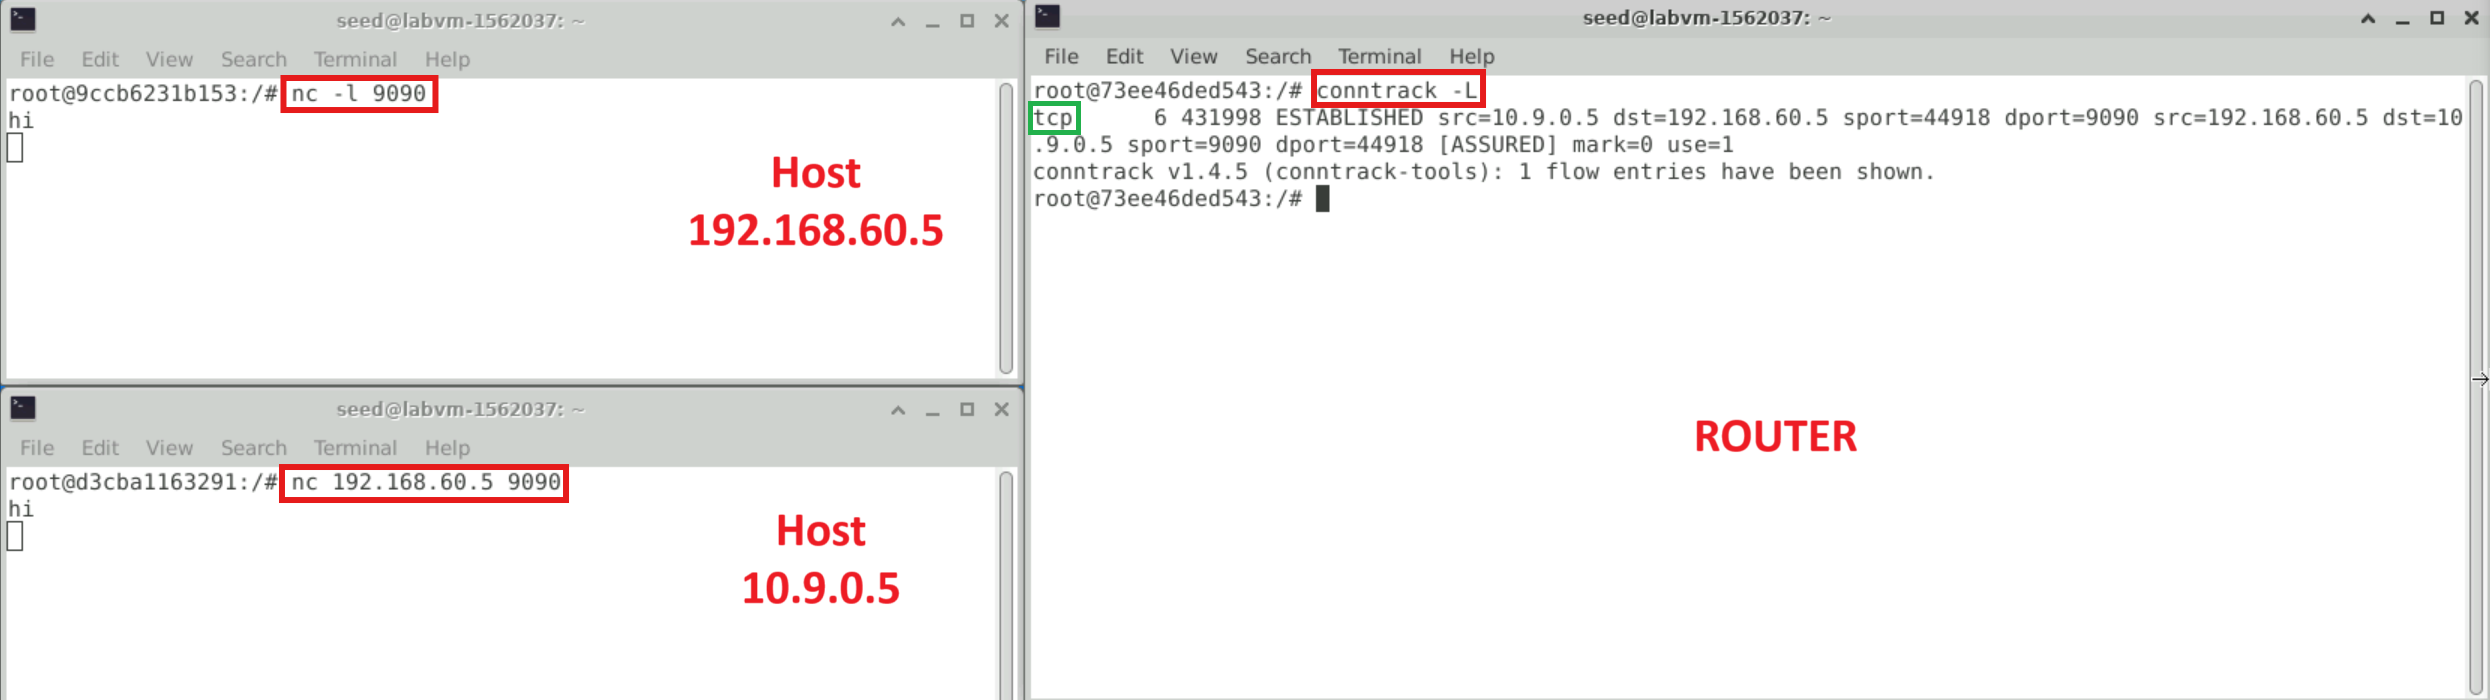 seed@labvm-1562037: ~
File Edit View Search Terminal Help
root@9ccb6231b153:/# nc -l 9090
hi
Host
192.168.60.5
seed@labvm-1562037: ~
File Edit View Search Terminal Help
root@d3cba1163291:/# nc 192.168.60.5 9090
hi
Host
10.9.0.5
seed@labvm-1562037: ~
File Edit View Search Terminal Help
root@73ee46ded543:/# conntrack -L
tcp      6 431998 ESTABLISHED src=10.9.0.5 dst=192.168.60.5 sport=44918 dport=9090 src=192.168.60.5 dst=10
.9.0.5 sport=9090 dport=44918 [ASSURED] mark=0 use=1
conntrack v1.4.5 (conntrack-tools): 1 flow entries have been shown.
root@73ee46ded543:/#
ROUTER